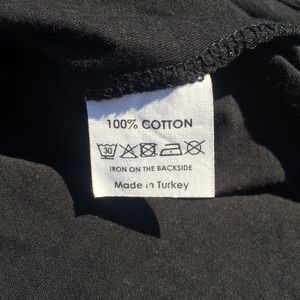 100% COTTON
30
IRON ON THE BACKSIDE
Made in Turkey